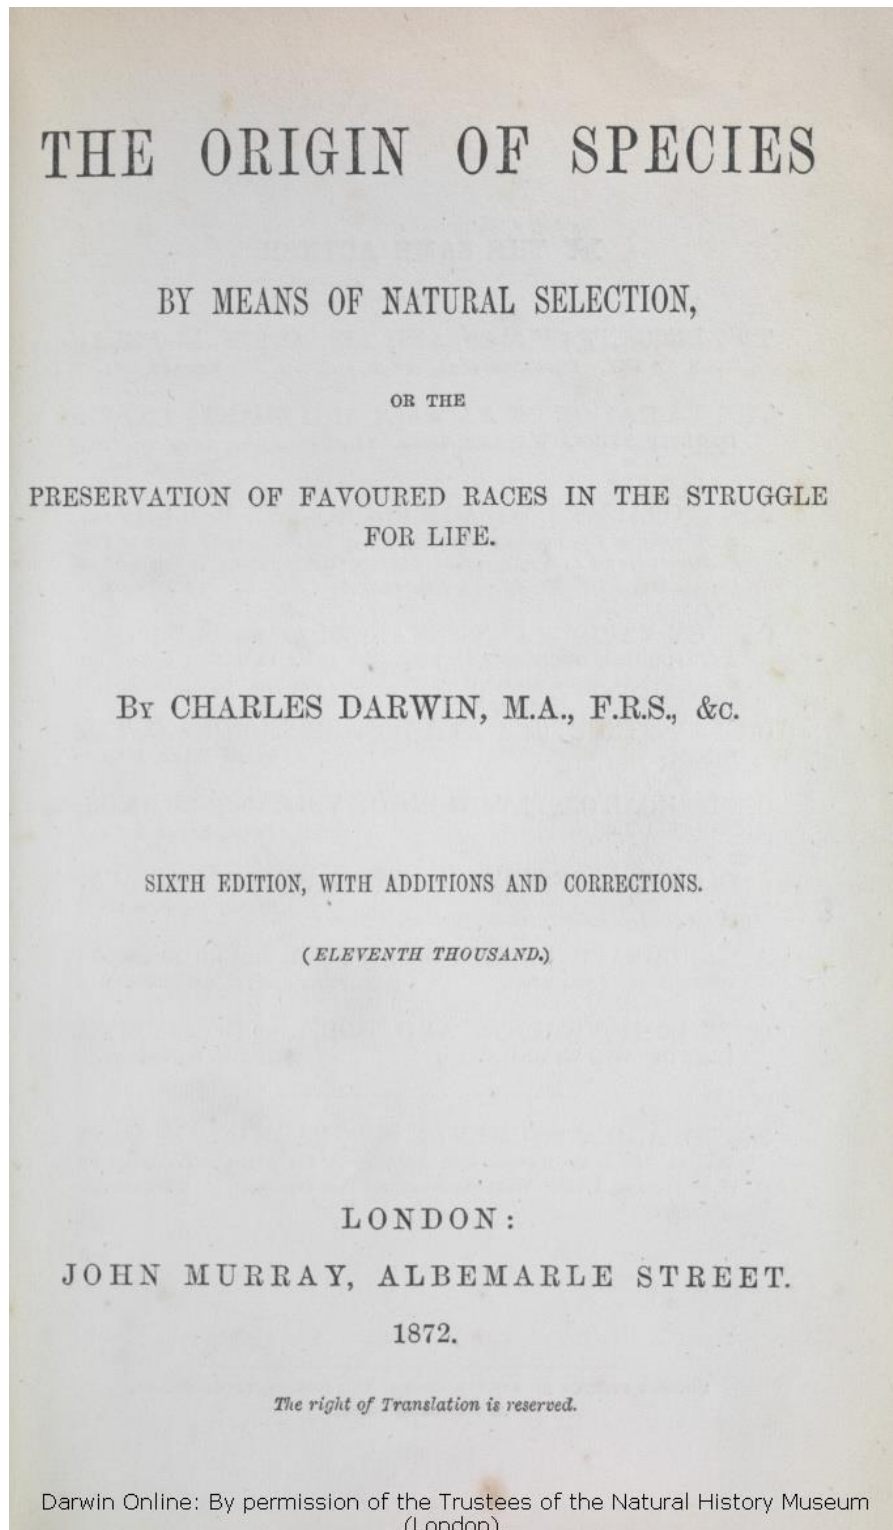 THE ORIGIN OF SPECIES
BY MEANS OF NATURAL SELECTION,
OR THE
PRESERVATION OF FAVOURED RACES IN THE STRUGGLE
FOR LIFE.
By CHARLES DARWIN, M.A., F.R.S., &c.
SIXTH EDITION, WITH ADDITIONS AND CORRECTIONS.
(ELEVENTH THOUSAND.)
LONDON:
JOHN MURRAY, ALBEMARLE STREET.
1872.
The right of Translation is reserved.
Darwin Online: By permission of the Trustees of the Natural History Museum
(London)